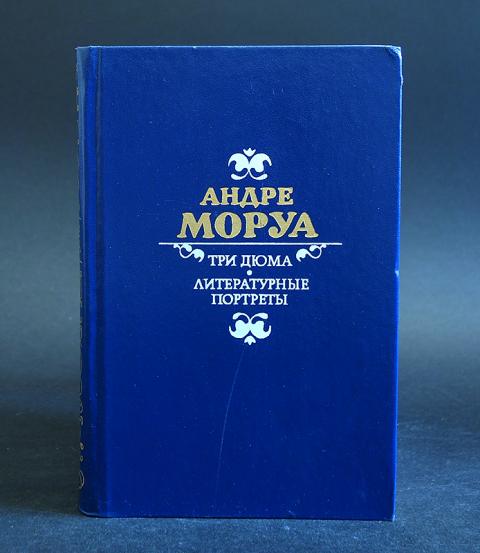 АНДРЕ
МОРУА
ТРИ ДЮМА
•
ЛИТЕРАТУРНЫЕ
ПОРТРЕТЫ